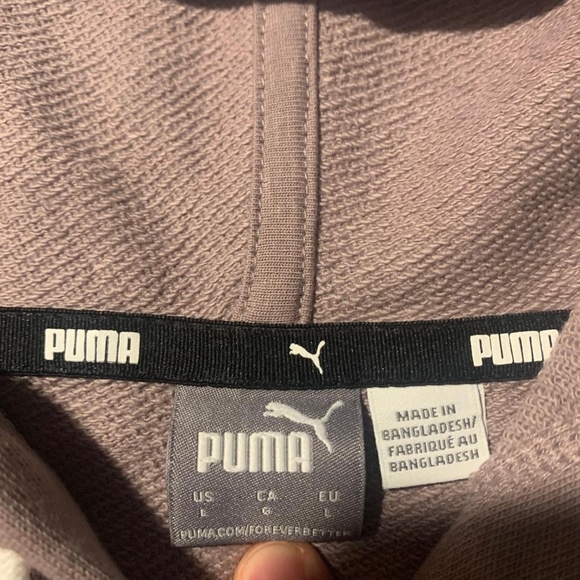 PUMA PUMA
PUMA
US CA EU
L G L
PUMA.COM/FOREVERBETTER
MADE IN
BANGLADESH/
FABRIQUÉ AU
BANGLADESH